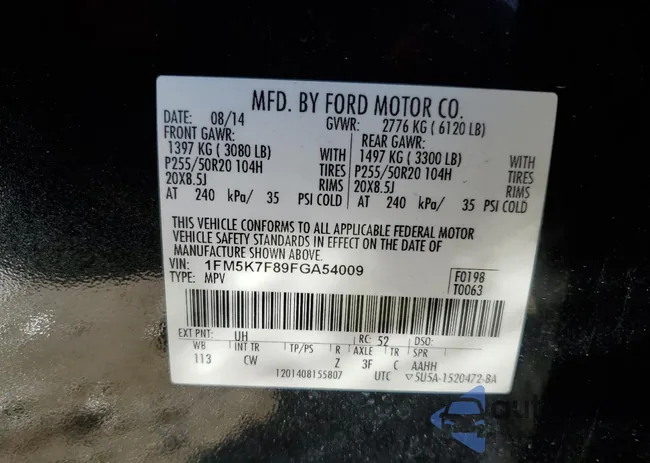 MFD. BY FORD MOTOR CO.
DATE: 08/14 GVWR: 2776 KG ( 6120 LB)
FRONT GAWR: REAR GAWR:
1397 KG ( 3080 LB) WITH 1497 KG ( 3300 LB) WITH
P255/50R20 104H TIRES P255/50R20 104H TIRES
20X8.5J RIMS 20X8.5J RIMS
AT 240 kPa/ 35 PSI COLD AT 240 kPa/ 35 PSI COLD
THIS VEHICLE CONFORMS TO ALL APPLICABLE FEDERAL MOTOR
VEHICLE SAFETY STANDARDS IN EFFECT ON THE DATE OF
MANUFACTURE SHOWN ABOVE.
VIN: 1FM5K7F89FGA54009 F0198
TYPE: MPV T0063
EXT PNT: UH RC: 52 DSO:
WB INT TR TP/PS R AXLE TR SPR
113 CW Z 3F C AAHH
1201408155807 UTC 5U5A-1520472-BA